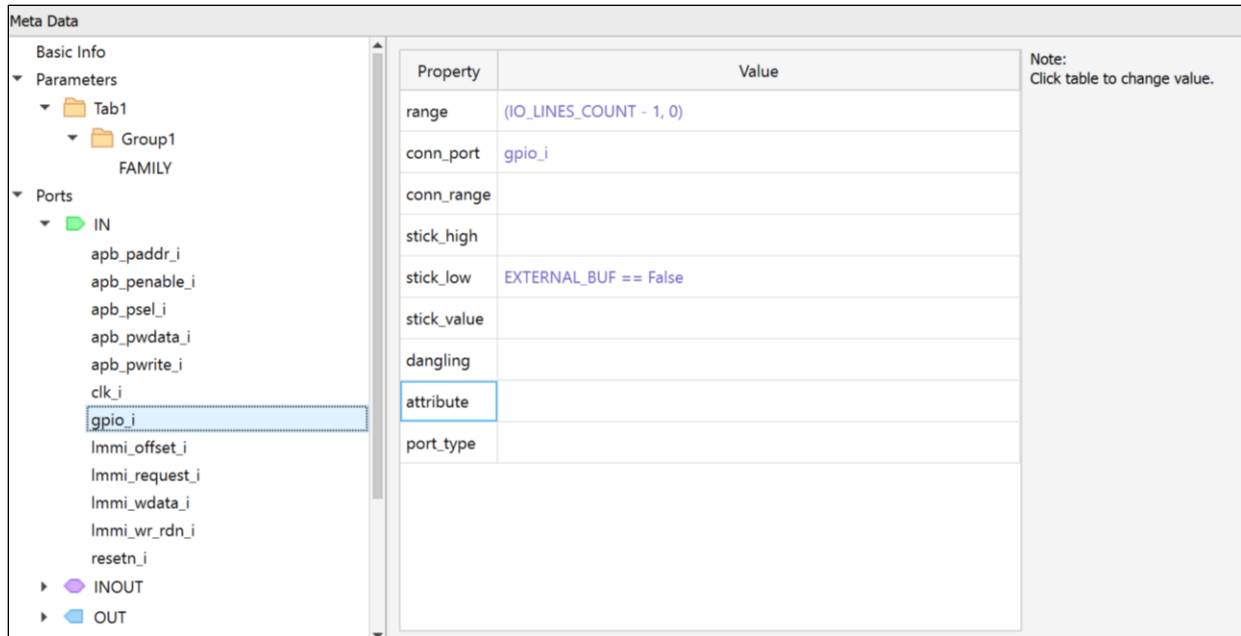 Meta Data
Basic Info
Parameters
Tab1
Group1
FAMILY
Ports
IN
apb_paddr_i
apb_penable_i
apb_psel_i
apb_pwdata_i
apb_pwrite_i
clk_i
gpio_i
lmmi_offset_i
lmmi_request_i
lmmi_wdata_i
lmmi_wr_rdn_i
resetn_i
INOUT
OUT
Property Value
range (IO_LINES_COUNT - 1, 0)
conn_port gpio_i
conn_range
stick_high
stick_low EXTERNAL_BUF == False
stick_value
dangling
attribute
port_type
Note:
Click table to change value.